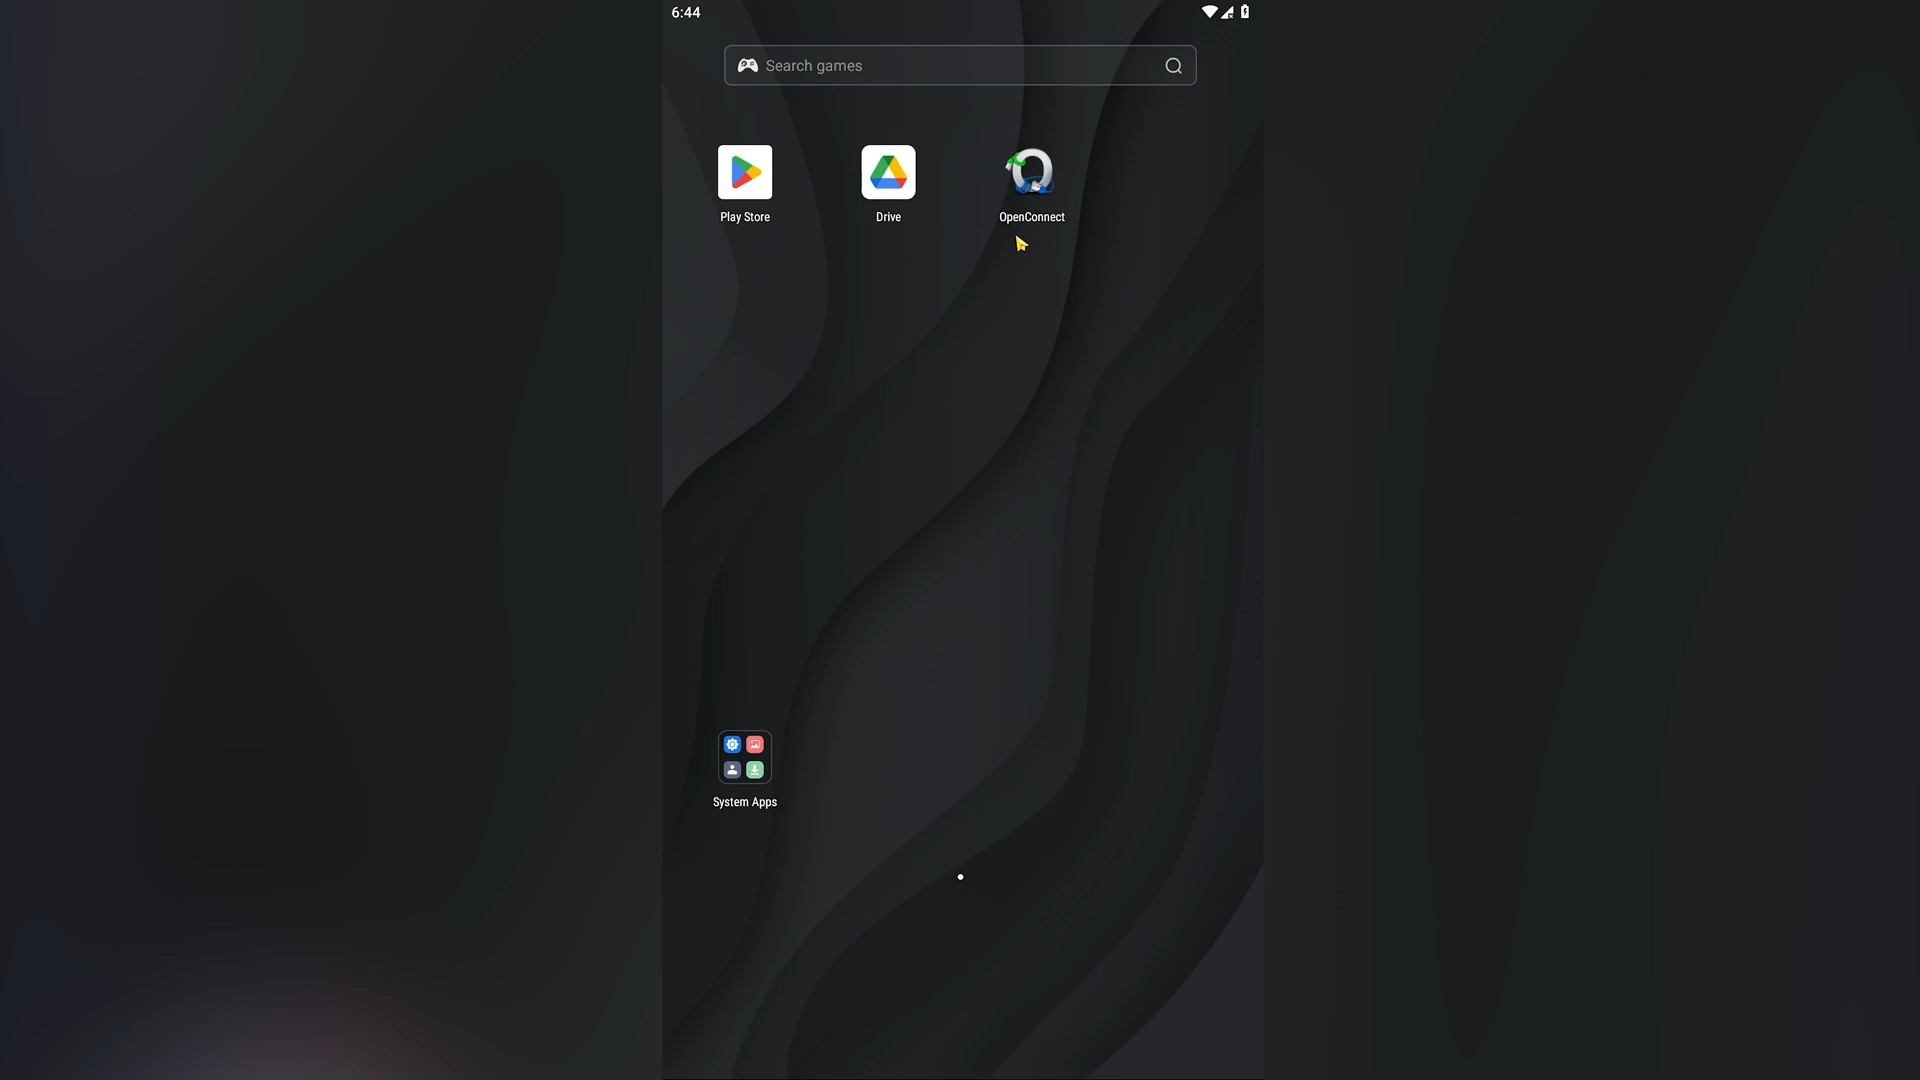 6:44
Search games
Play Store
Drive
OpenConnect
System Apps